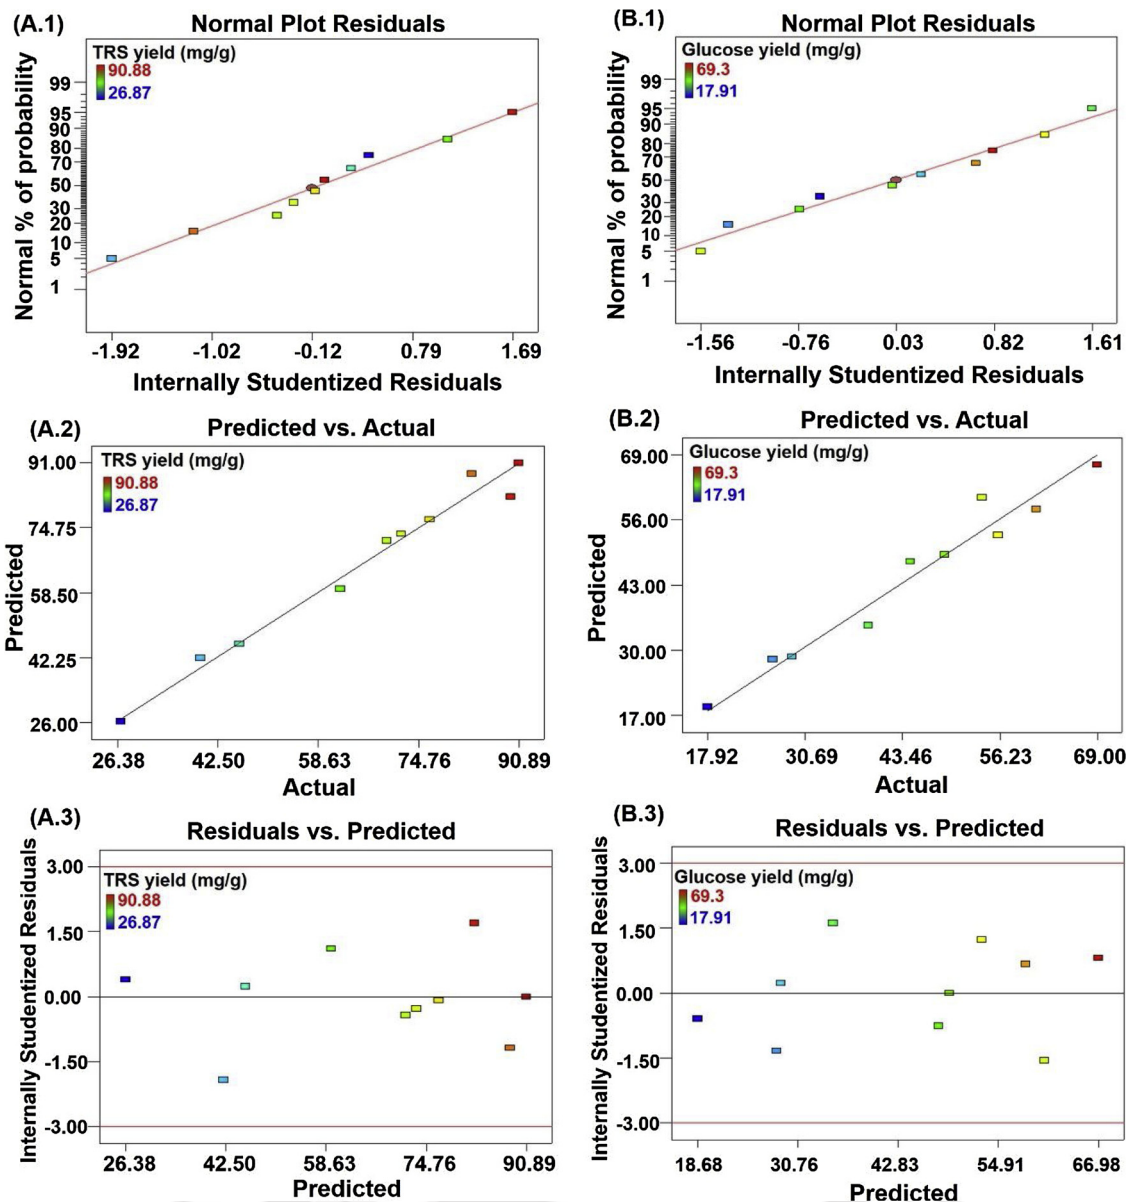 (A.1)
Normal Plot Residuals
TRS yield (mg/g)
90.88
26.87
Normal % of probability
99
95
90
80
70
50
30
20
10
5
1
-1.92 -1.02 -0.12 0.79 1.69
Internally Studentized Residuals
(B.1)
Normal Plot Residuals
Glucose yield (mg/g)
69.3
17.91
Normal % of probability
99
95
90
80
70
50
30
20
10
5
1
-1.56 -0.76 0.03 0.82 1.61
Internally Studentized Residuals
(A.2)
Predicted vs. Actual
TRS yield (mg/g)
90.88
26.87
Predicted
91.00
74.75
58.50
42.25
26.00
26.38 42.50 58.63 74.76 90.89
Actual
(B.2)
Predicted vs. Actual
Glucose yield (mg/g)
69.3
17.91
Predicted
69.00
56.00
43.00
30.00
17.00
17.92 30.69 43.46 56.23 69.00
Actual
(A.3)
Residuals vs. Predicted
TRS yield (mg/g)
90.88
26.87
Internally Studentized Residuals
3.00
1.50
0.00
-1.50
-3.00
26.38 42.50 58.63 74.76 90.89
Predicted
(B.3)
Residuals vs. Predicted
Glucose yield (mg/g)
69.3
17.91
Internally Studentized Residuals
3.00
1.50
0.00
-1.50
-3.00
18.68 30.76 42.83 54.91 66.98
Predicted